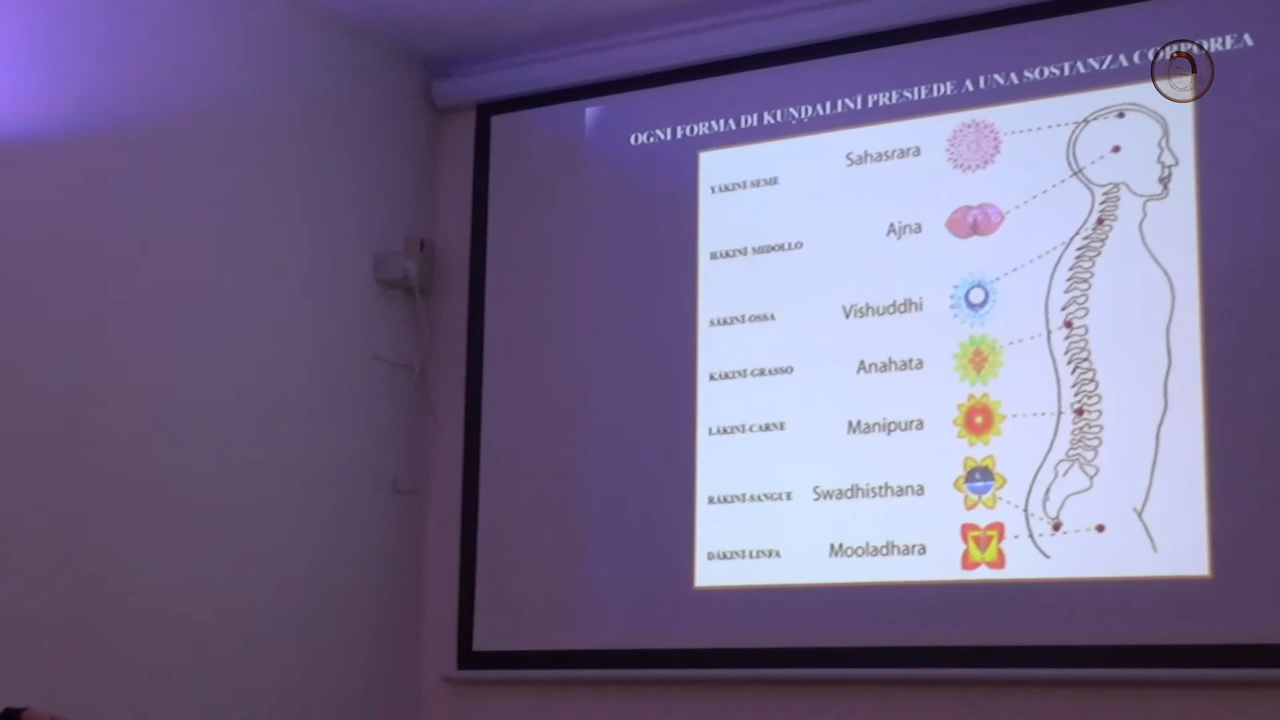 OGNI FORMA DI KUṆḌALINĪ PRESIEDE A UNA SOSTANZA CORPOREA
Sahasrara
YĀKINĪ-SEME
Ajna
HĀKINĪ-MIDOLLO
Vishuddhi
SĀKINĪ-OSSA
Anahata
KĀKINĪ-GRASSO
Manipura
LĀKINĪ-CARNE
Swadhisthana
RĀKINĪ-SANGUE
Mooladhara
DĀKINĪ-LINFA